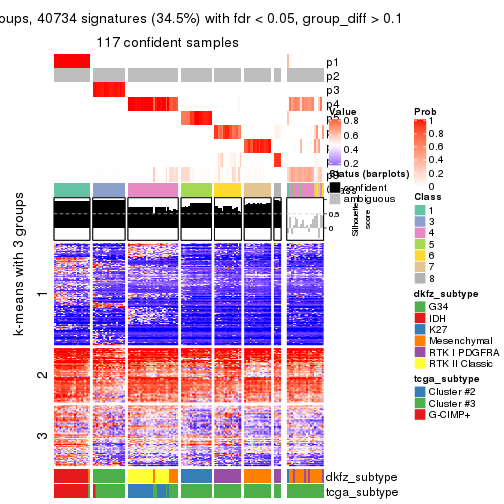 oups, 40734 signatures (34.5%) with fdr < 0.05, group_diff > 0.1
117 confident samples
p1
p2
p3
p4
Value
0.8
0.6
0.4
0.2
Prob
1
0.8
0.6
0.4
0.2
0
Status (barplots)
confident
ambiguous
0.5
0
Silhouette
score
Class
1
3
4
5
6
7
8
k-means with 3 groups
1
2
3
dkfz_subtype
G34
IDH
K27
Mesenchymal
RTK I PDGFRA
RTK II Classic
tcga_subtype
Cluster #2
Cluster #3
G-CIMP+
dkfz_subtype
tcga_subtype